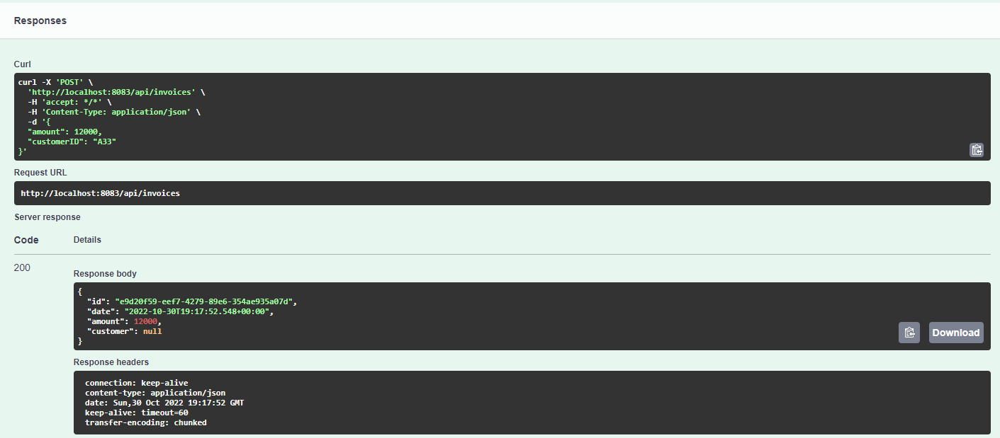 Responses
Curl
curl -X 'POST' \
  'http://localhost:8083/api/invoices' \
  -H 'accept: */*' \
  -H 'Content-Type: application/json' \
  -d '{
  "amount": 12000,
  "customerID": "A33"
}'
Request URL
http://localhost:8083/api/invoices
Server response
Code Details
200
Response body
{
  "id": "e9d20f59-eef7-4279-89e6-354ae935a07d",
  "date": "2022-10-30T19:17:52.548+00:00",
  "amount": 12000,
  "customer": null
}
Download
Response headers
connection: keep-alive
content-type: application/json
date: Sun,30 Oct 2022 19:17:52 GMT
keep-alive: timeout=60
transfer-encoding: chunked